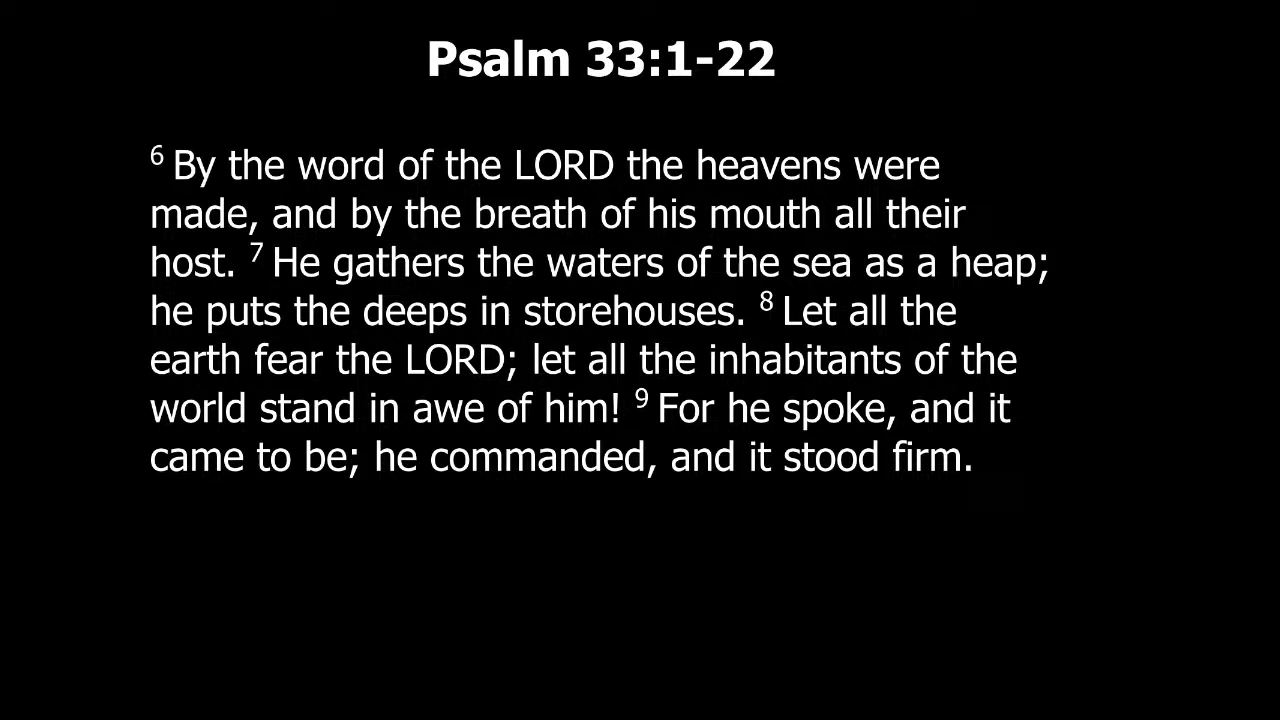 Psalm 33:1-22
6 By the word of the LORD the heavens were
made, and by the breath of his mouth all their
host. 7 He gathers the waters of the sea as a heap;
he puts the deeps in storehouses. 8 Let all the
earth fear the LORD; let all the inhabitants of the
world stand in awe of him! 9 For he spoke, and it
came to be; he commanded, and it stood firm.